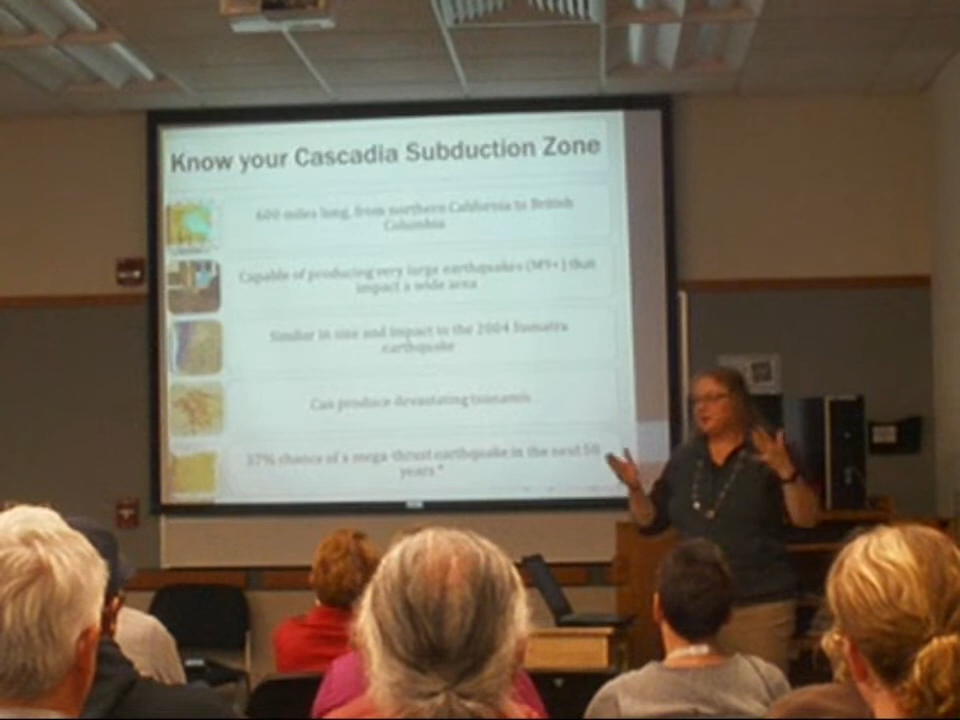 Know your Cascadia Subduction Zone
600 miles long, from northern California to British
Columbia
Capable of producing very large earthquakes (M9+) that
impact a wide area
Similar in size and impact to the 2004 Sumatra
earthquake
Can produce devastating tsunamis
37% chance of a mega-thrust earthquake in the next 50
years*